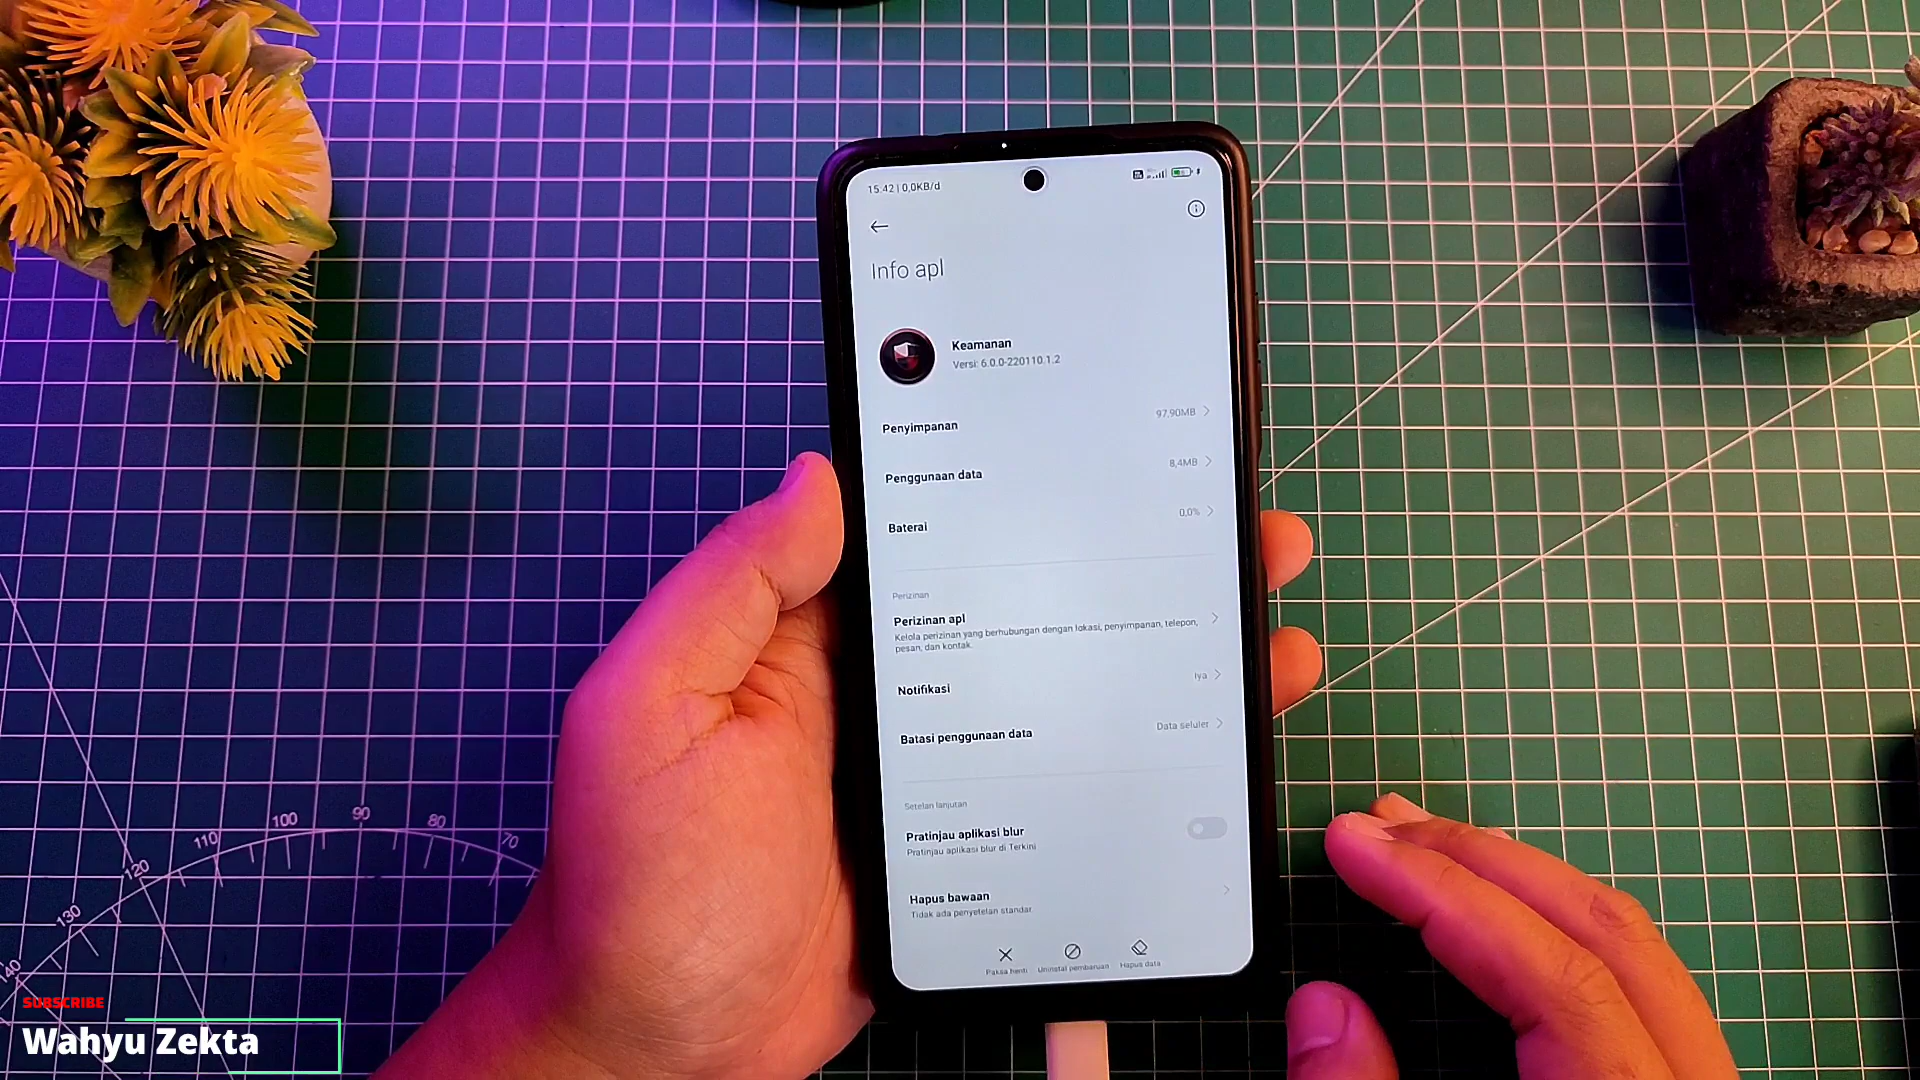 15.42 | 0,0KB/d
Info apl
Keamanan
Versi: 6.0.0-220110.1.2
Penyimpanan
97,90MB
Penggunaan data
8,4MB
Baterai
0,0%
Perizinan
Perizinan apl
Kelola perizinan yang berhubungan dengan lokasi, penyimpanan, telepon,
pesan, dan kontak.
Notifikasi
Iya
Batasi penggunaan data
Data seluler
Setelan lanjutan
Pratinjau aplikasi blur
Pratinjau aplikasi blur di Terkini
Hapus bawaan
Tidak ada penyetelan standar
Paksa henti
Uninstal pembaruan
Hapus data
140
130
120
110
100
90
80
70
SUBSCRIBE
Wahyu Zekta